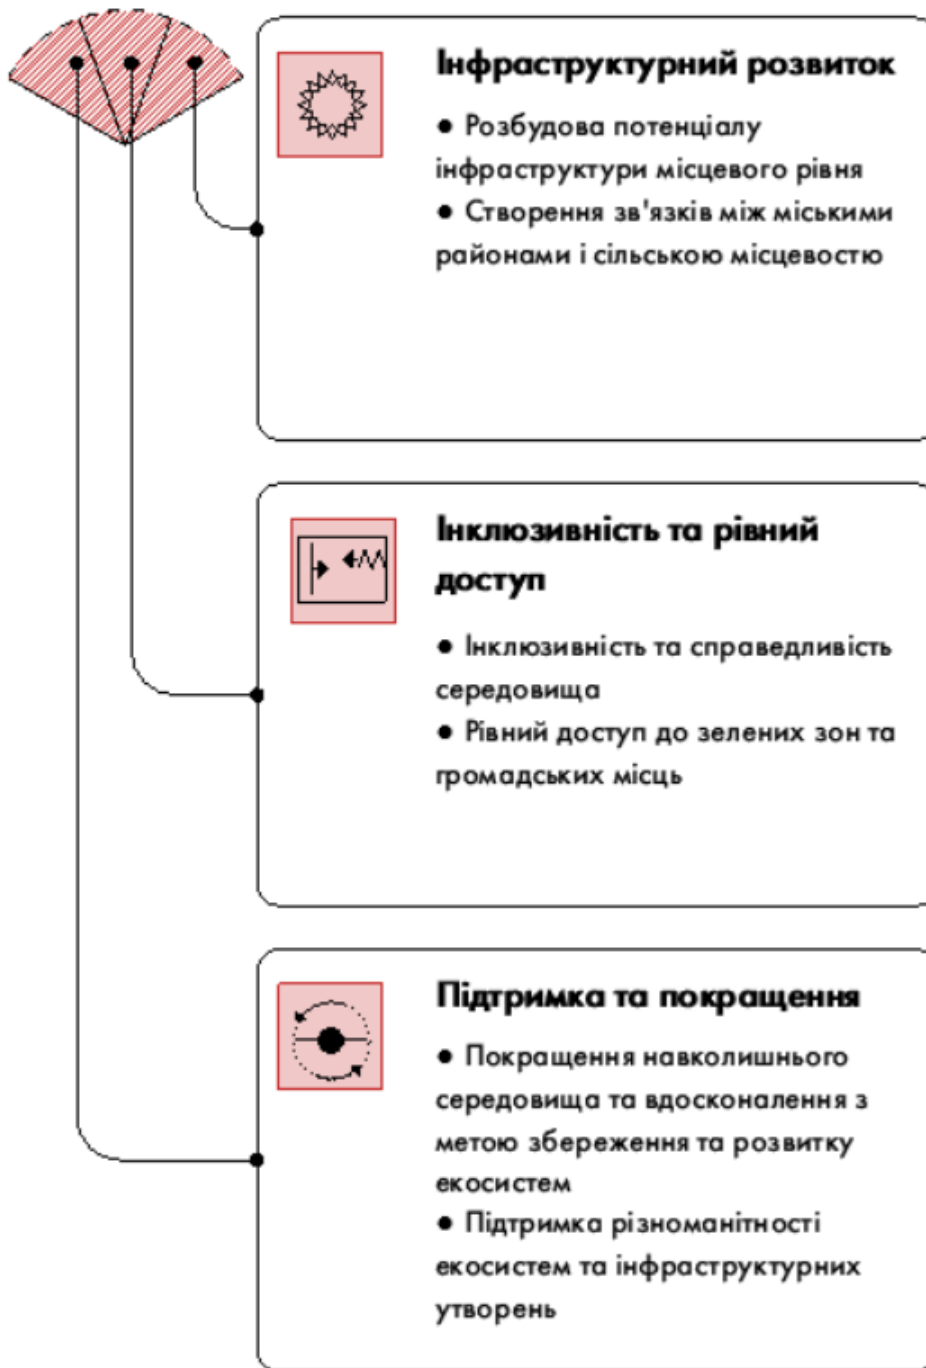 Інфраструктурний розвиток
● Розбудова потенціалу
інфраструктури місцевого рівня
● Створення зв'язків між міськими
районами і сільською місцевостю
Інклюзивність та рівний
доступ
● Інклюзивність та справедливість
середовища
● Рівний доступ до зелених зон та
громадських місць
Підтримка та покращення
● Покращення навколишнього
середовища та вдосконалення з
метою збереження та розвитку
екосистем
● Підтримка різноманітності
екосистем та інфраструктурних
утворень